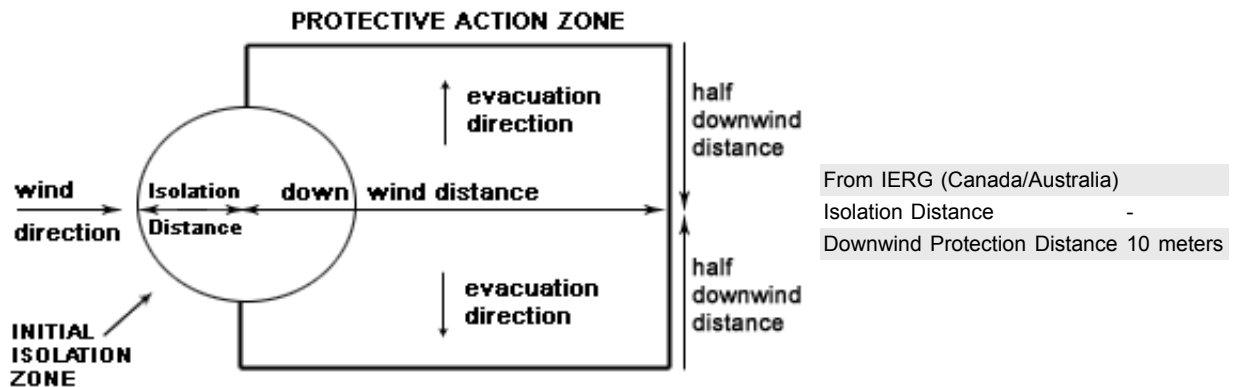 PROTECTIVE ACTION ZONE
evacuation
direction
half
downwind
distance
wind
direction
Isolation
Distance
down wind distance
evacuation
direction
half
downwind
distance
INITIAL
ISOLATION
ZONE
From IERG (Canada/Australia)
Isolation Distance -
Downwind Protection Distance 10 meters